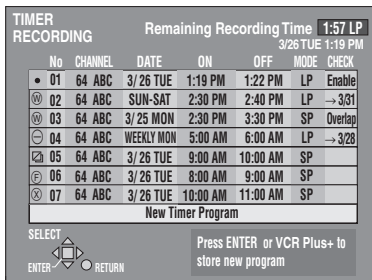 TIMER RECORDING
Remaining Recording Time 1:57 LP
3/26 TUE 1:19 PM
No CHANNEL DATE ON OFF MODE CHECK
● 01 64 ABC 3/26 TUE 1:19 PM 1:22 PM LP Enable
W 02 64 ABC SUN-SAT 2:30 PM 2:40 PM LP →3/31
W 03 64 ABC 3/25 MON 2:30 PM 3:30 PM SP Overlap
04 64 ABC WEEKLY MON 5:00 AM 6:00 AM LP →3/28
05 64 ABC 3/26 TUE 9:00 AM 10:00 AM SP
F 06 64 ABC 3/26 TUE 8:00 AM 9:00 AM SP
X 07 64 ABC 3/26 TUE 10:00 AM 11:00 AM SP
New Timer Program
SELECT
ENTER RETURN
Press ENTER or VCR Plus+ to
store new program